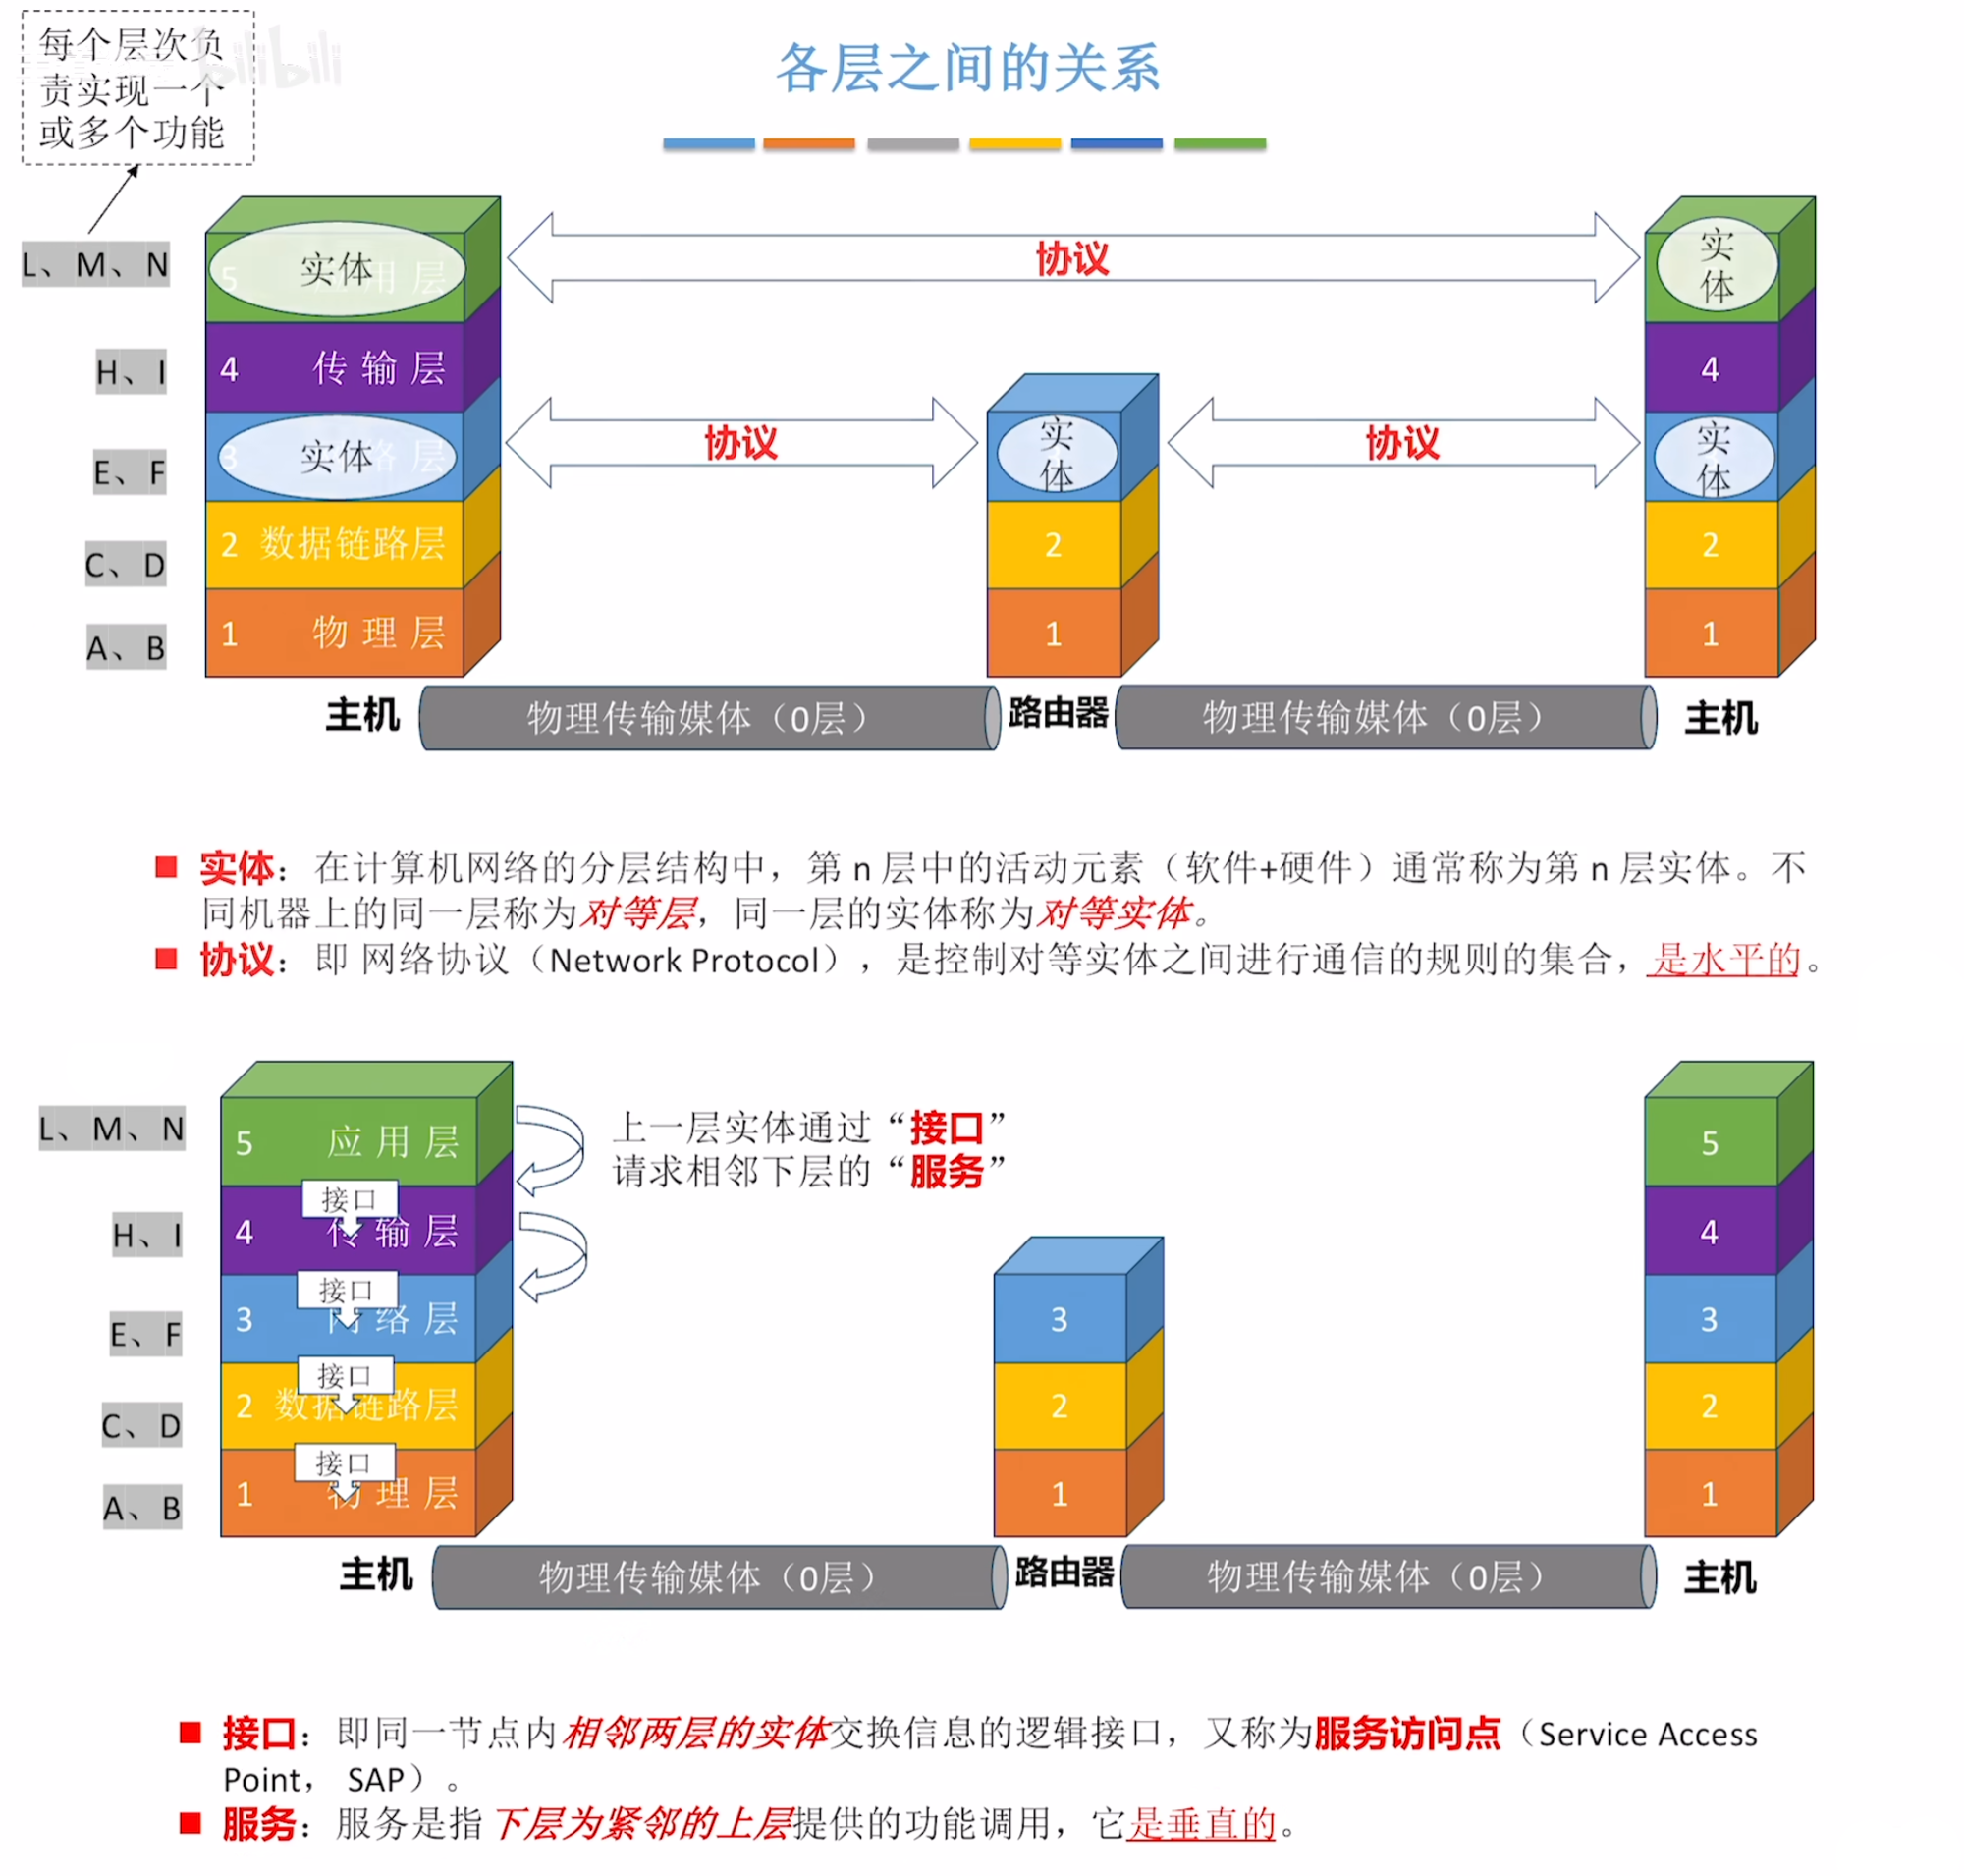 每个层次负
责实现一个
或多个功能
bilibili
各层之间的关系
L、M、N
实体
协议
实
体
H、I
4 传输层
4
E、F
实体
协议
实
体
协议
实
体
C、D
2 数据链路层
2
2
A、B
1 物理层
1
1
主机
物理传输媒体（0层）
路由器
物理传输媒体（0层）
主机
■ 实体：在计算机网络的分层结构中，第 n 层中的活动元素（软件+硬件）通常称为第 n 层实体。不
同机器上的同一层称为对等层，同一层的实体称为对等实体。
■ 协议：即 网络协议（Network Protocol），是控制对等实体之间进行通信的规则的集合，是水平的。
L、M、N
5 应用层
上一层实体通过“接口”
请求相邻下层的“服务”
5
接口
H、I
4 传输层
4
接口
E、F
3 网络层
3
3
接口
C、D
2 数据链路层
2
2
接口
A、B
1 物理层
1
1
主机
物理传输媒体（0层）
路由器
物理传输媒体（0层）
主机
■ 接口：即同一节点内相邻两层的实体交换信息的逻辑接口，又称为服务访问点（Service Access
Point， SAP）。
■ 服务：服务是指下层为紧邻的上层提供的功能调用，它是垂直的。